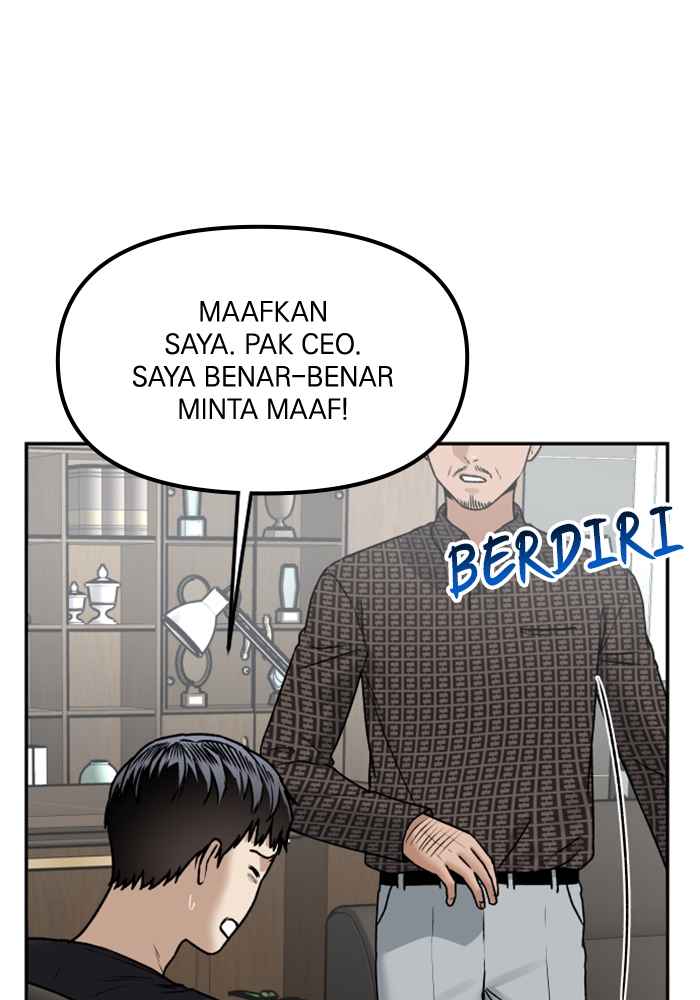 MAAFKAN
SAYA. PAK CEO.
SAYA BENAR-BENAR
MINTA MAAF!
BERDIRI